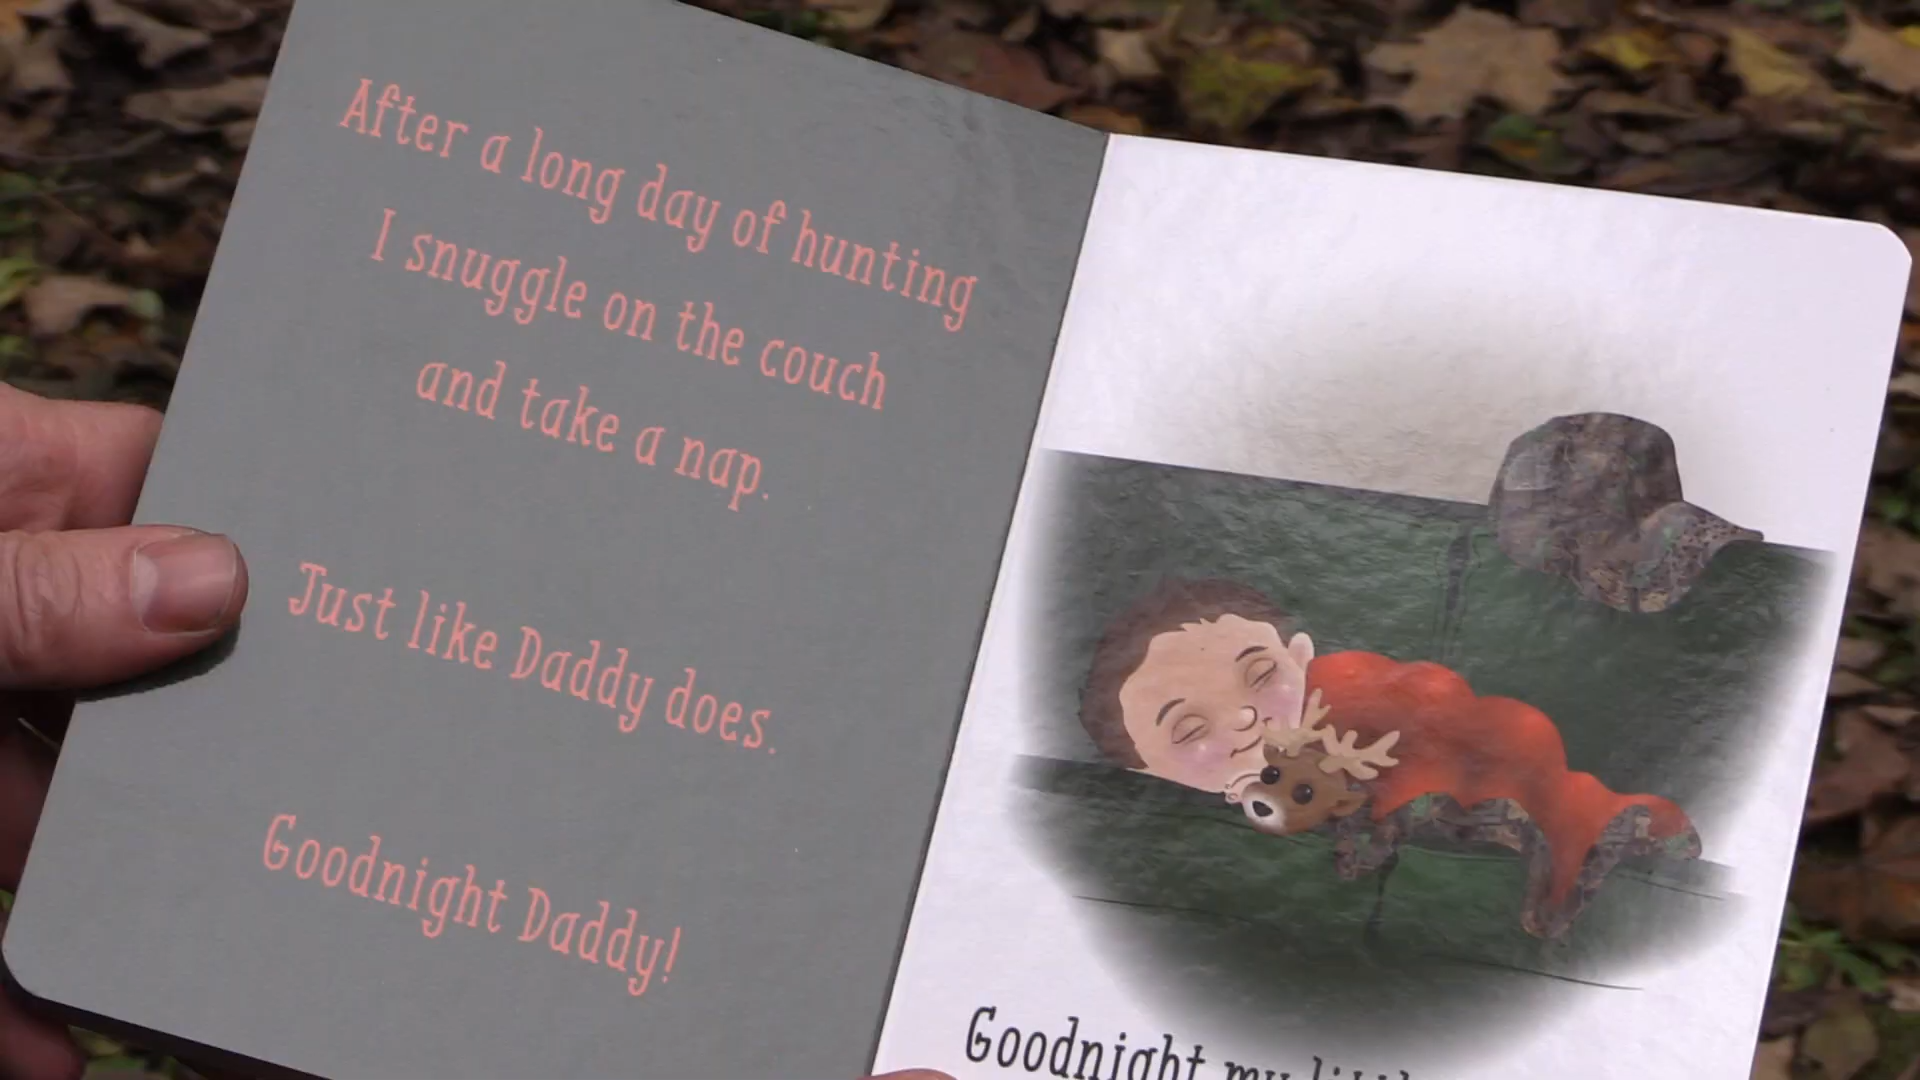 After a long day of hunting
I snuggle on the couch
and take a nap.
Just like Daddy does.
Goodnight Daddy!
Goodnight my